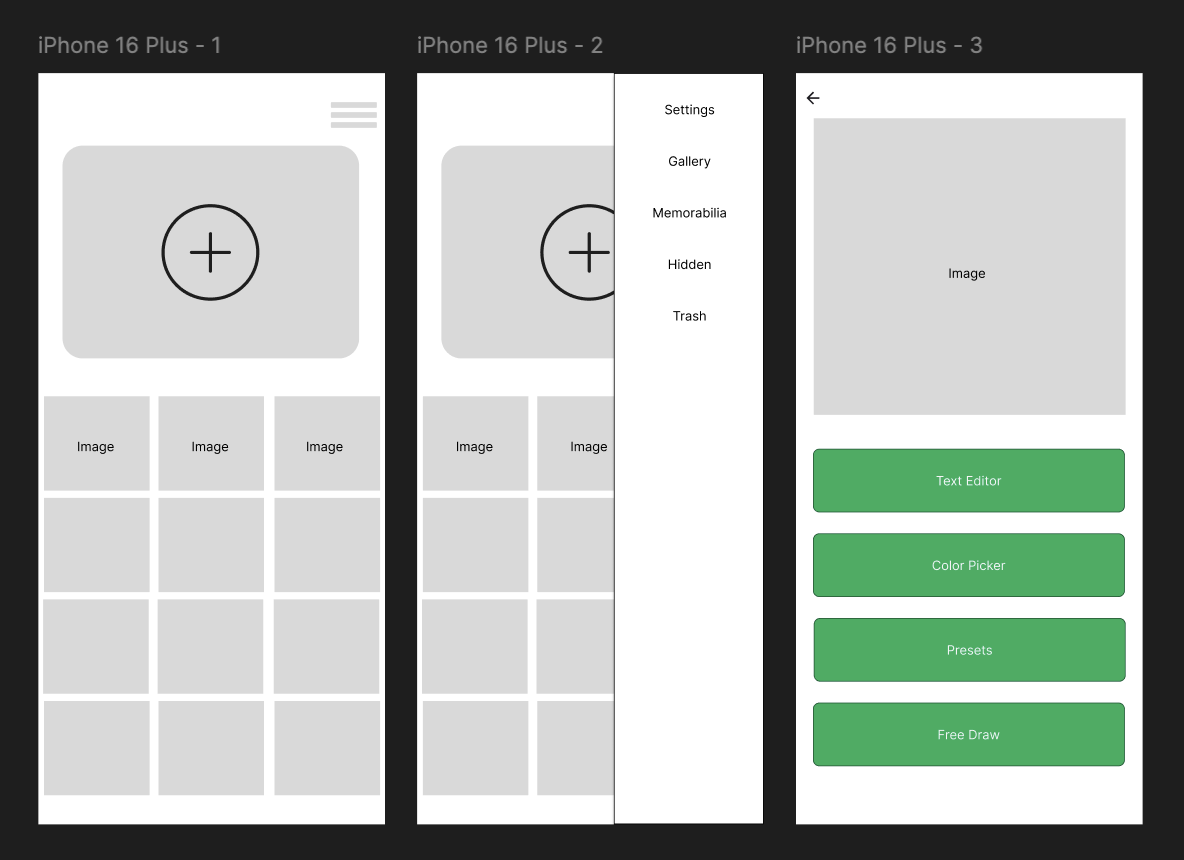 iPhone 16 Plus - 1
Image
Image
Image
iPhone 16 Plus - 2
Image
Image
Settings
Gallery
Memorabilia
Hidden
Trash
iPhone 16 Plus - 3
Image
Text Editor
Color Picker
Presets
Free Draw